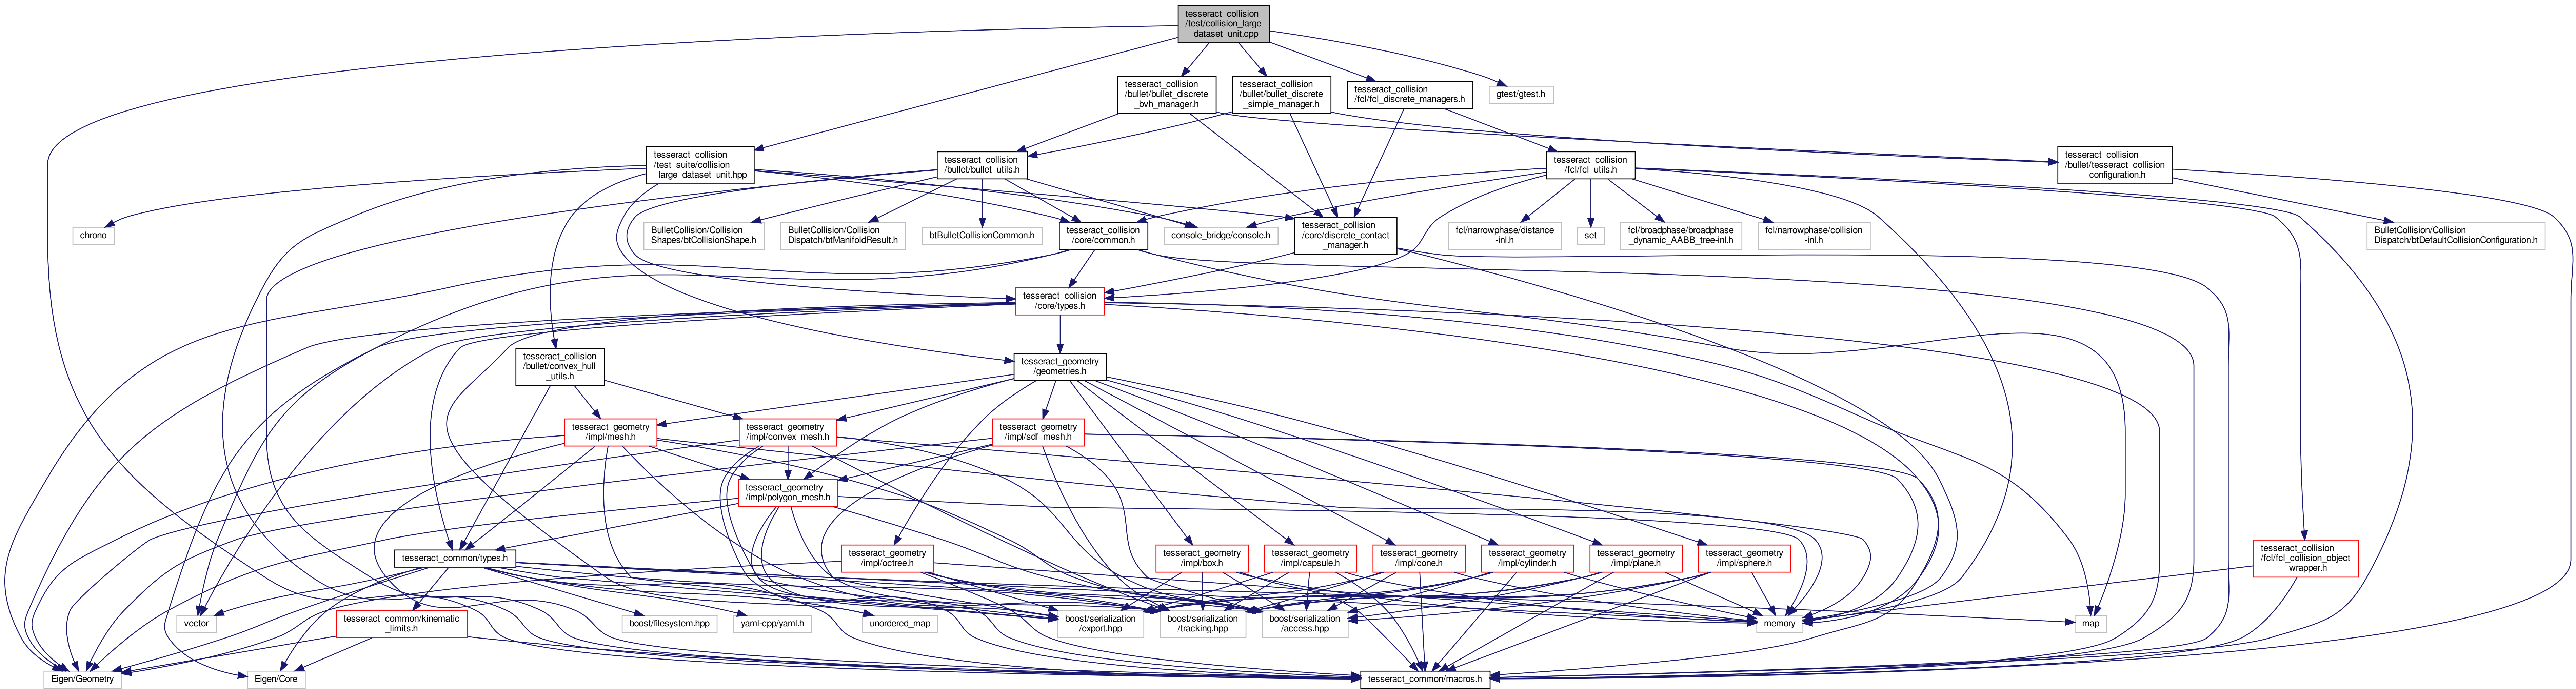 tesseract_collision
/test/collision_large
_dataset_unit.cpp
tesseract_collision
/bullet/bullet_discrete
_bvh_manager.h
tesseract_collision
/bullet/bullet_discrete
_simple_manager.h
tesseract_collision
/fcl/fcl_discrete_managers.h
gtest/gtest.h
tesseract_collision
/test_suite/collision
_large_dataset_unit.hpp
tesseract_collision
/bullet/bullet_utils.h
tesseract_collision
/fcl/fcl_utils.h
tesseract_collision
/bullet/tesseract_collision
_configuration.h
chrono
BulletCollision/Collision
Shapes/btCollisionShape.h
BulletCollision/Collision
Dispatch/btManifoldResult.h
btBulletCollisionCommon.h
tesseract_collision
/core/common.h
console_bridge/console.h
tesseract_collision
/core/discrete_contact
_manager.h
fcl/narrowphase/distance
-inl.h
set
fcl/broadphase/broadphase
_dynamic_AABB_tree-inl.h
fcl/narrowphase/collision
-inl.h
BulletCollision/Collision
Dispatch/btDefaultCollisionConfiguration.h
tesseract_collision
/core/types.h
tesseract_collision
/bullet/convex_hull
_utils.h
tesseract_geometry
/geometries.h
tesseract_geometry
/impl/mesh.h
tesseract_geometry
/impl/convex_mesh.h
tesseract_geometry
/impl/sdf_mesh.h
tesseract_geometry
/impl/polygon_mesh.h
tesseract_common/types.h
tesseract_geometry
/impl/octree.h
tesseract_geometry
/impl/box.h
tesseract_geometry
/impl/capsule.h
tesseract_geometry
/impl/cone.h
tesseract_geometry
/impl/cylinder.h
tesseract_geometry
/impl/plane.h
tesseract_geometry
/impl/sphere.h
tesseract_collision
/fcl/fcl_collision_object
_wrapper.h
vector
tesseract_common/kinematic
_limits.h
boost/filesystem.hpp
yaml-cpp/yaml.h
unordered_map
boost/serialization
/export.hpp
boost/serialization
/tracking.hpp
boost/serialization
/access.hpp
memory
map
Eigen/Geometry
Eigen/Core
tesseract_common/macros.h